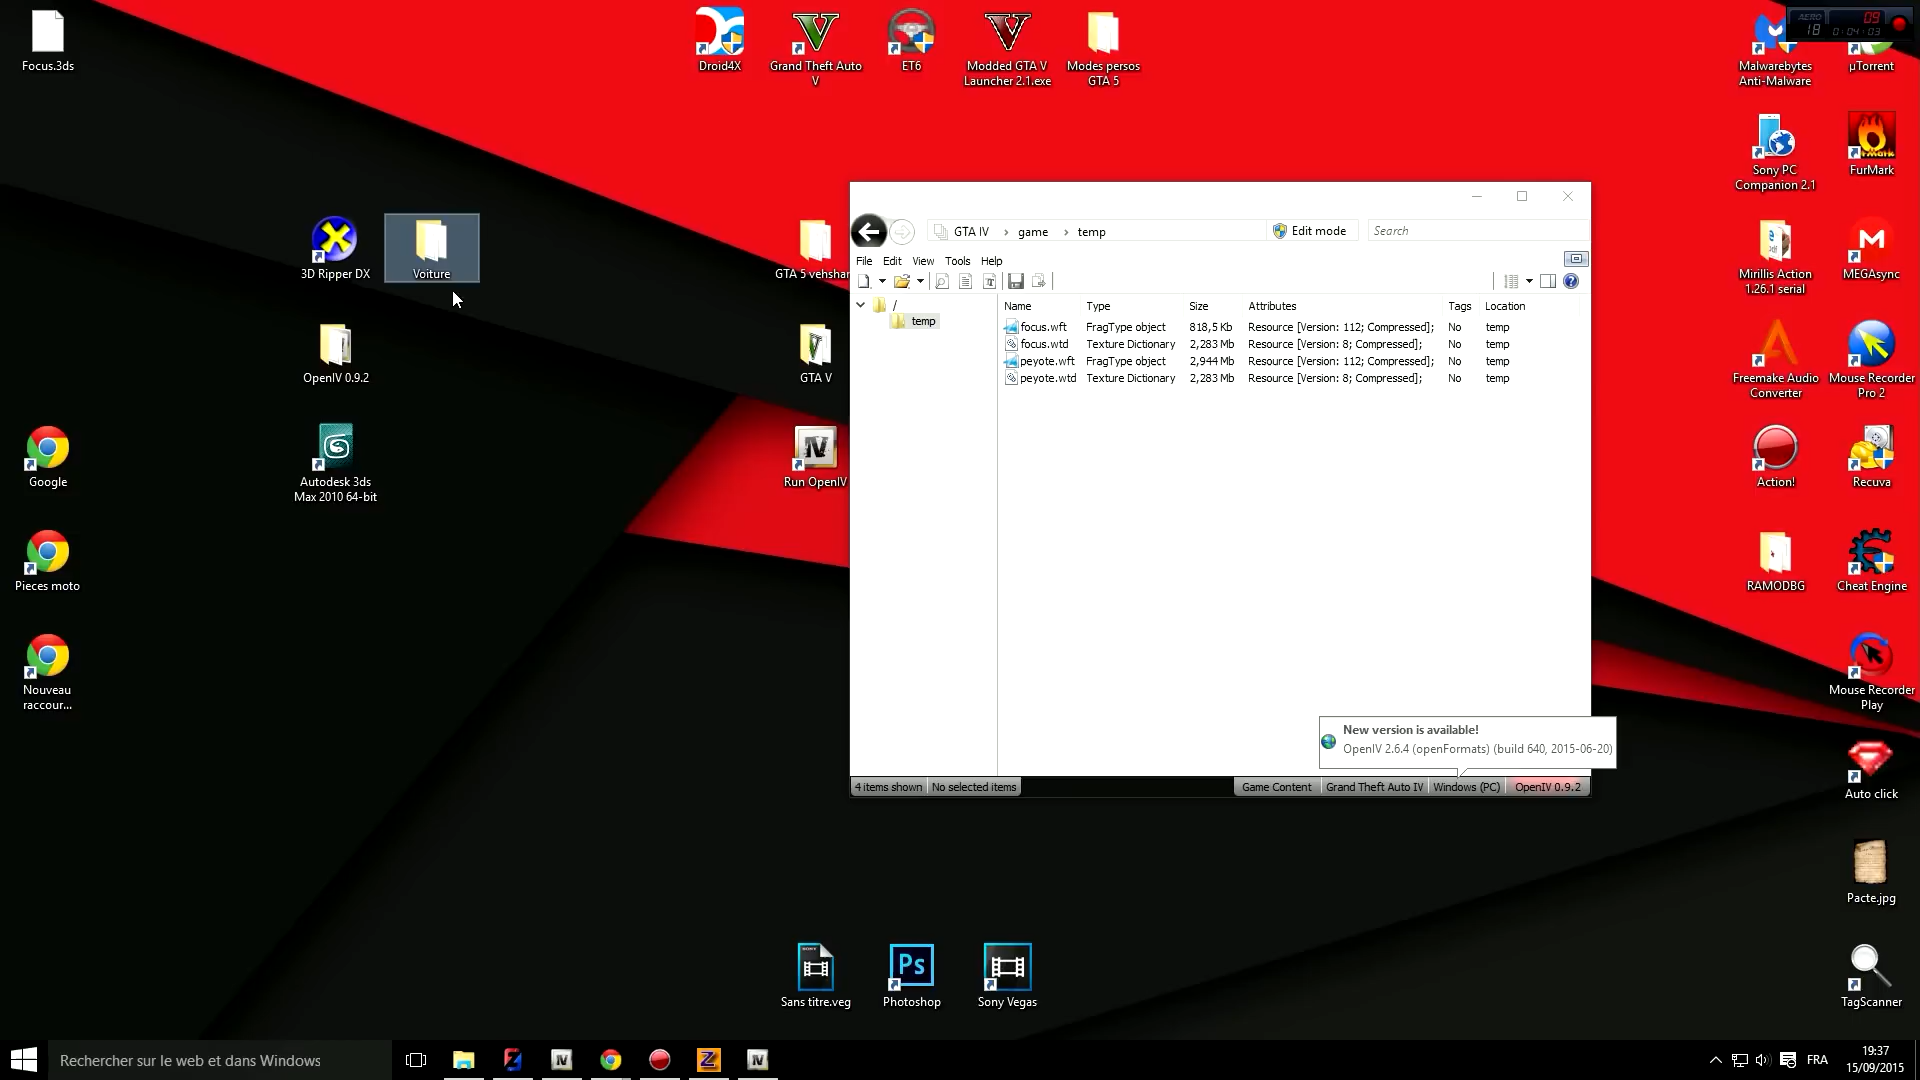 Focus.3ds
Droid4X
Grand Theft Auto
V
ET6
Modded GTA V
Launcher 2.1.exe
Modes persos
GTA 5
Malwarebytes
Anti-Malware
µTorrent
AERO
18
09
0:04:03
Sony PC
Companion 2.1
FurMark
3D Ripper DX
Voiture
GTA 5 vehshar
Mirillis Action
1.26.1 serial
MEGAsync
OpenIV 0.9.2
GTA V
Freemake Audio
Converter
Mouse Recorder
Pro 2
Google
Autodesk 3ds
Max 2010 64-bit
Run OpenIV
Action!
Recuva
Pieces moto
RAMODBG
Cheat Engine
Nouveau
raccour...
Mouse Recorder
Play
Auto click
Pacte.jpg
TagScanner
Sans titre.veg
Ps
Photoshop
Sony Vegas
GTA IV › game › temp
Edit mode
Search
File Edit View Tools Help
/
temp
Name Type Size Attributes Tags Location
focus.wft FragType object 818,5 Kb Resource [Version: 112; Compressed]; No temp
focus.wtd Texture Dictionary 2,283 Mb Resource [Version: 8; Compressed]; No temp
peyote.wft FragType object 2,944 Mb Resource [Version: 112; Compressed]; No temp
peyote.wtd Texture Dictionary 2,283 Mb Resource [Version: 8; Compressed]; No temp
New version is available!
OpenIV 2.6.4 (openFormats) (build 640, 2015-06-20)
4 items shown No selected items Game Content Grand Theft Auto IV Windows (PC) OpenIV 0.9.2
Rechercher sur le web et dans Windows
FRA
19:37
15/09/2015